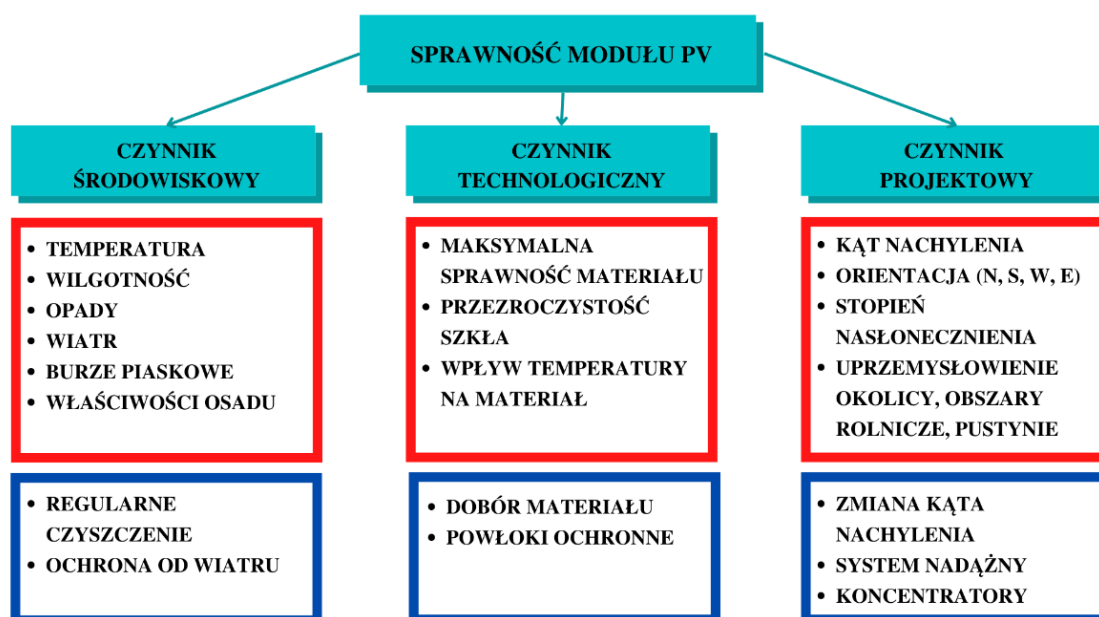 SPRAWNOŚĆ MODUŁU PV
CZYNNIK
ŚRODOWISKOWY
• TEMPERATURA
• WILGOTNOŚĆ
• OPADY
• WIATR
• BURZE PIASKOWE
• WŁAŚCIWOŚCI OSADU
• REGULARNE
CZYSZCZENIE
• OCHRONA OD WIATRU
CZYNNIK
TECHNOLOGICZNY
• MAKSYMALNA
SPRAWNOŚĆ MATERIAŁU
• PRZEZROCZYSTOŚĆ
SZKŁA
• WPŁYW TEMPERATURY
NA MATERIAŁ
• DOBÓR MATERIAŁU
• POWŁOKI OCHRONNE
CZYNNIK
PROJEKTOWY
• KĄT NACHYLENIA
• ORIENTACJA (N, S, W, E)
• STOPIEŃ
NASŁONECZNIENIA
• UPRZEMYSŁOWIENIE
OKOLICY, OBSZARY
ROLNICZE, PUSTYNIE
• ZMIANA KĄTA
NACHYLENIA
• SYSTEM NADĄŻNY
• KONCENTRATORY